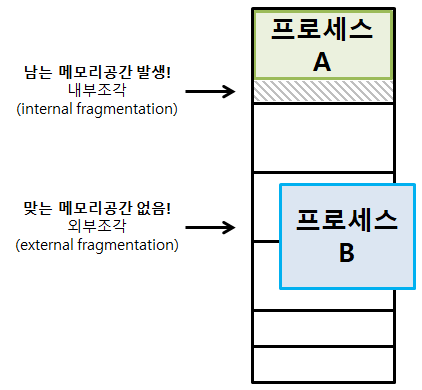 프로세스
A
남는 메모리공간 발생!
내부조각
(internal fragmentation)
맞는 메모리공간 없음!
외부조각
(external fragmentation)
프로세스
B